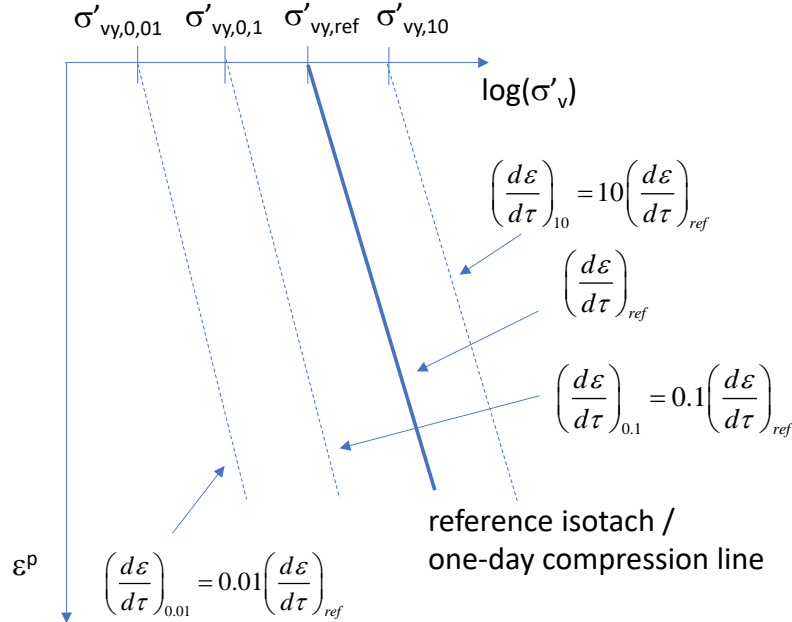 σ'vy,0,01 σ'vy,0,1 σ'vy,ref σ'vy,10
log(σ'v)
(dε/dτ)10 = 10(dε/dτ)ref
(dε/dτ)ref
(dε/dτ)0.1 = 0.1(dε/dτ)ref
reference isotach /
one-day compression line
εp
(dε/dτ)0.01 = 0.01(dε/dτ)ref